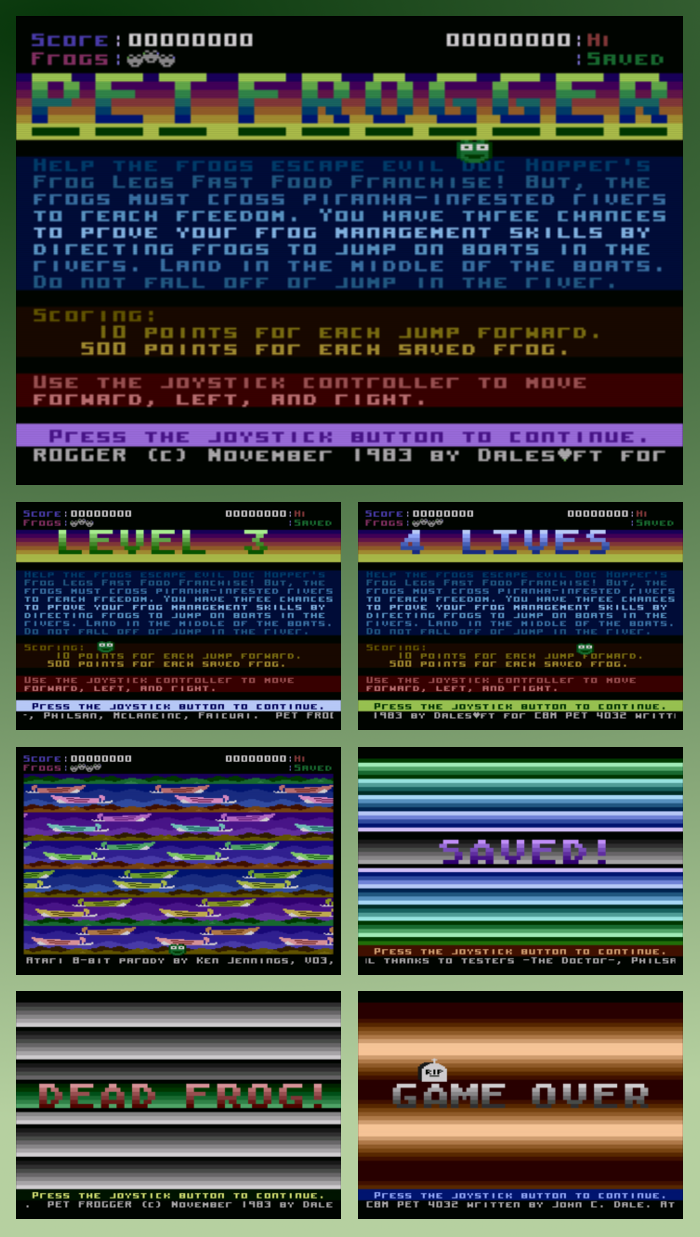 Score:00000000 00000000:Hi
Frogs: :Saved
PET FROGGER
Help the frogs escape evil Doc Hopper's
Frog Legs Fast Food Franchise! But, the
frogs must cross piranha-infested rivers
to reach freedom. You have three chances
to prove your frog management skills by
directing frogs to jump on boats in the
rivers. Land in the middle of the boats.
Do not fall off or jump in the river.
Scoring:
10 points for each jump forward.
500 points for each saved frog.
Use the joystick controller to move
forward, left, and right.
Press the joystick button to continue.
ROGGER (c) November 1983 by Dales♥ft for
Score:00000000 00000000:Hi
Frogs: :Saved
LEVEL 3
Help the frogs escape evil Doc Hopper's
Frog Legs Fast Food Franchise! But, the
frogs must cross piranha-infested rivers
to reach freedom. You have three chances
to prove your frog management skills by
directing frogs to jump on boats in the
rivers. Land in the middle of the boats.
Do not fall off or jump in the river.
Scoring:
10 points for each jump forward.
500 points for each saved frog.
Use the joystick controller to move
forward, left, and right.
Press the joystick button to continue.
-, Philsan, McLaneInc, Faicuai. PET FROG
Score:00000000 00000000:Hi
Frogs: :Saved
4 LIVES
Help the frogs escape evil Doc Hopper's
Frog Legs Fast Food Franchise! But, the
frogs must cross piranha-infested rivers
to reach freedom. You have three chances
to prove your frog management skills by
directing frogs to jump on boats in the
rivers. Land in the middle of the boats.
Do not fall off or jump in the river.
Scoring:
10 points for each jump forward.
500 points for each saved frog.
Use the joystick controller to move
forward, left, and right.
Press the joystick button to continue.
1983 by Dales♥ft for CBM PET 4032 writt
Score:00000000 00000000:Hi
Frogs: :Saved
Atari 8-bit parody by Ken Jennings, V03,
SAVED!
Press the joystick button to continue.
l thanks to testers -The Doctor-, Philsa
DEAD FROG!
Press the joystick button to continue.
. PET FROGGER (c) November 1983 by Dale
RIP
GAME OVER
Press the joystick button to continue.
CBM PET 4032 written by John C. Dale. At